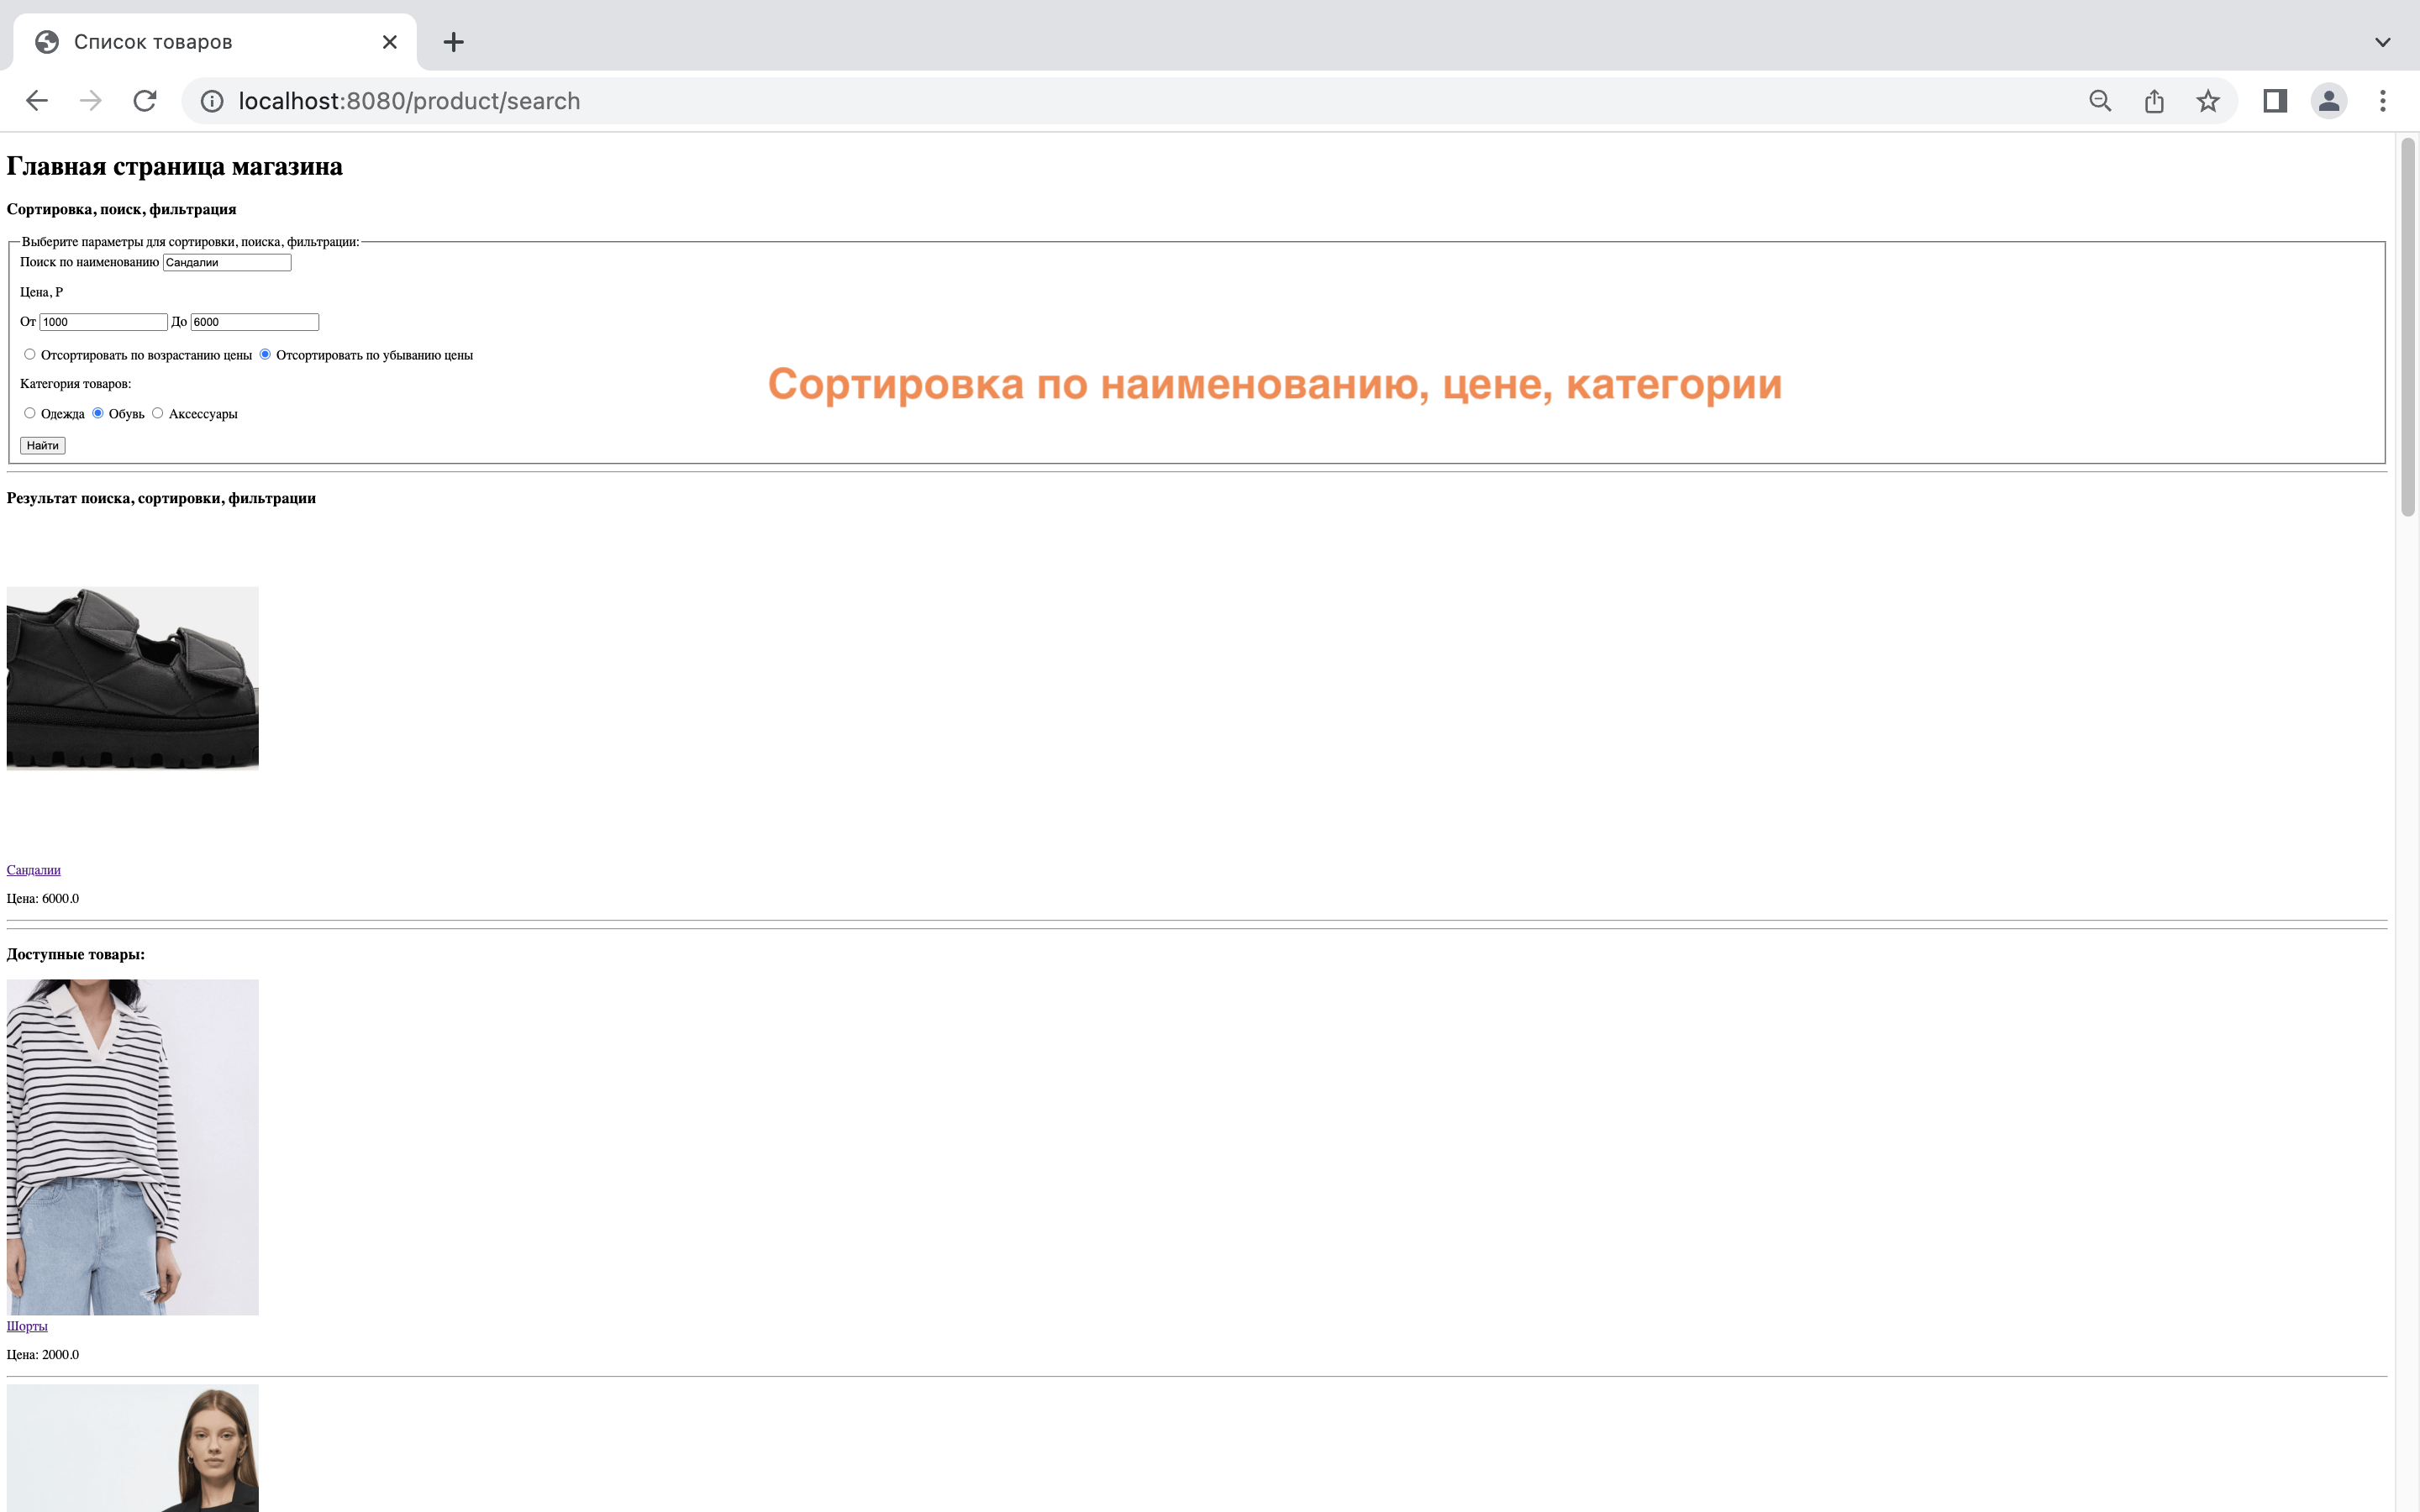 Список товаров
localhost:8080/product/search
Главная страница магазина
Сортировка, поиск, фильтрация
Выберите параметры для сортировки, поиска, фильтрации:
Поиск по наименованию Сандалии
Цена, Р
От 1000 До 6000
Отсортировать по возрастанию цены Отсортировать по убыванию цены
Сортировка по наименованию, цене, категории
Категория товаров:
Одежда Обувь Аксессуары
Найти
Результат поиска, сортировки, фильтрации
Сандалии
Цена: 6000.0
Доступные товары:
Шорты
Цена: 2000.0